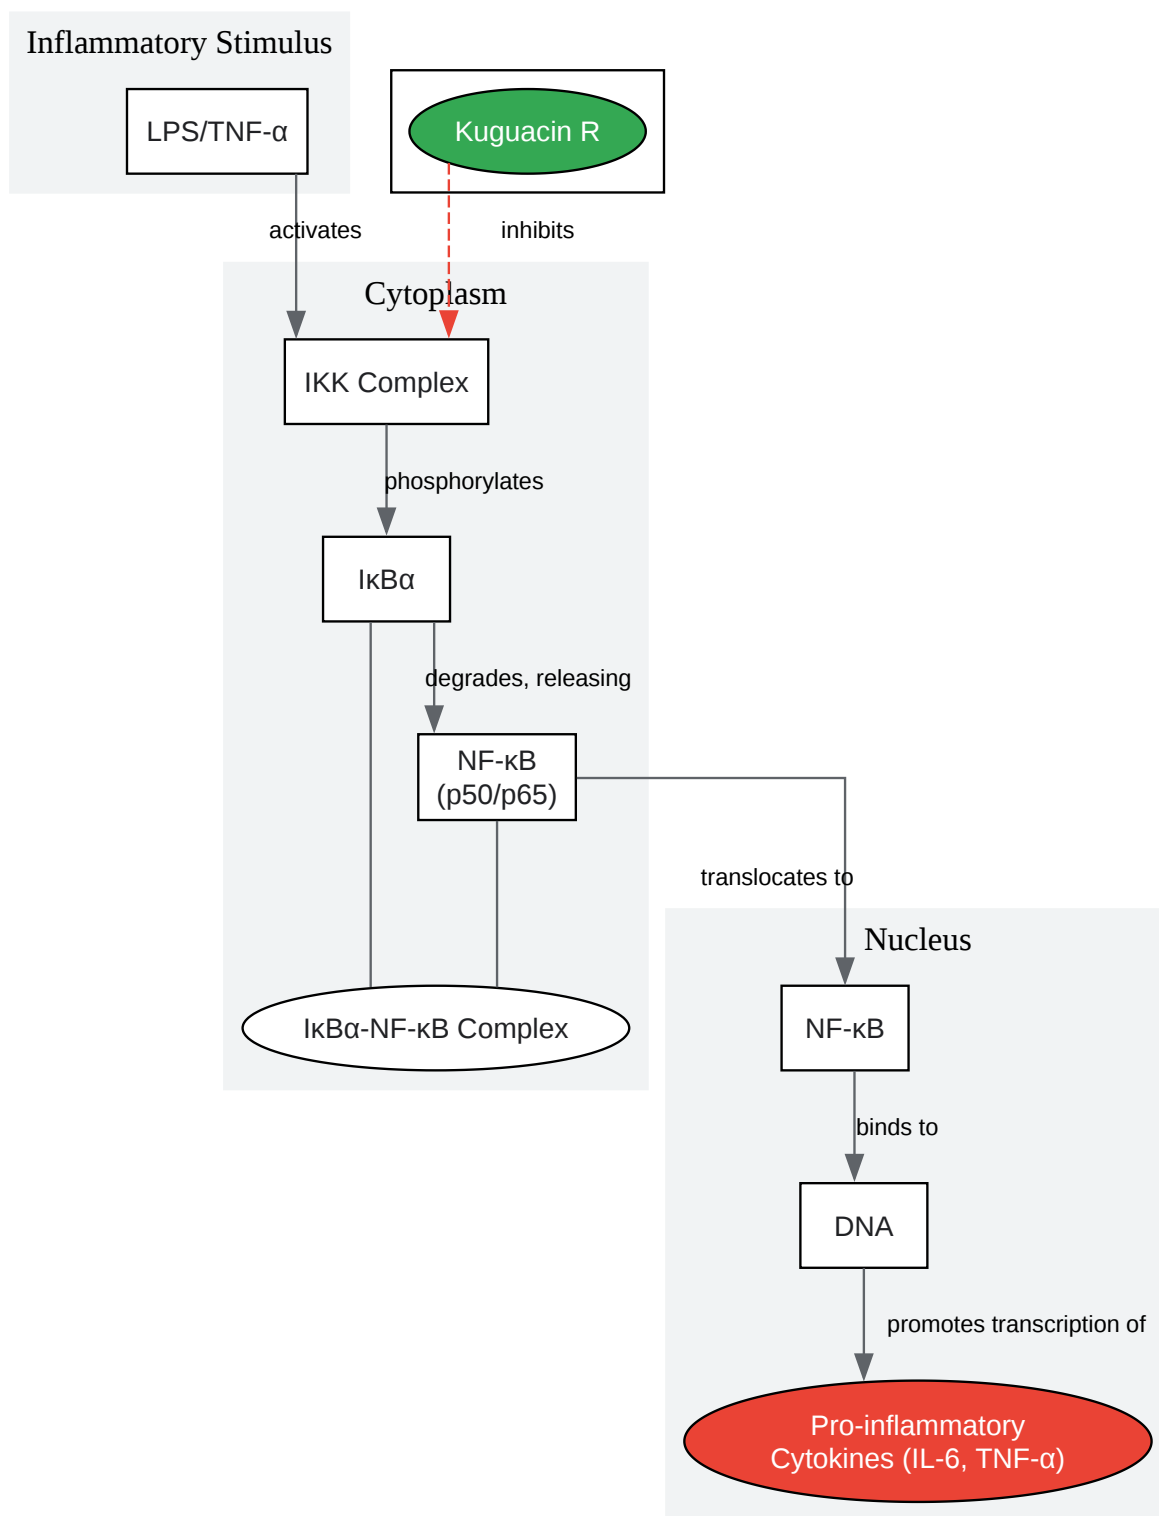 Inflammatory Stimulus
LPS/TNF-α
Kuguacin R
activates
inhibits
Cytoplasm
IKK Complex
phosphorylates
IκBα
degrades, releasing
NF-κB
(p50/p65)
translocates to
Nucleus
IκBα-NF-κB Complex
NF-κB
binds to
DNA
promotes transcription of
Pro-inflammatory
Cytokines (IL-6, TNF-α)